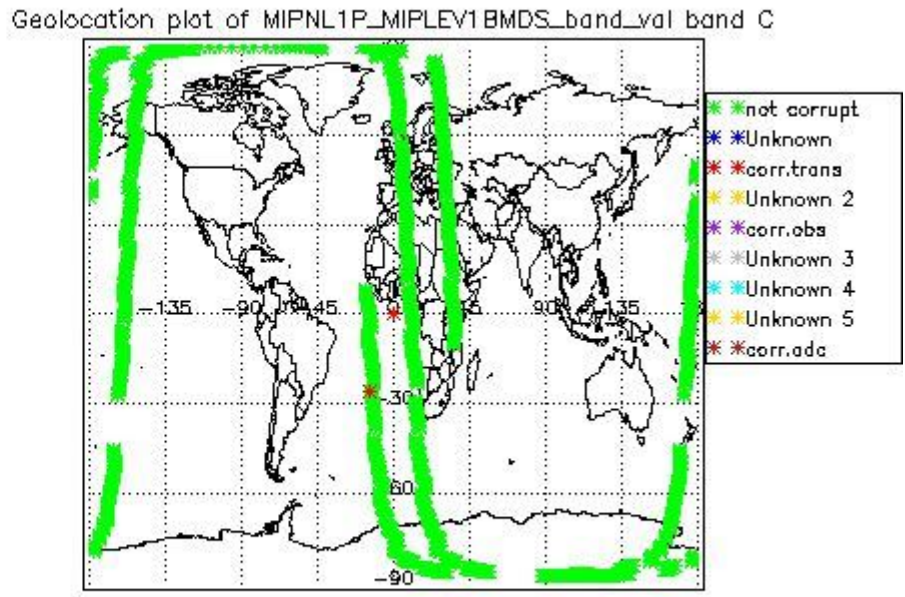 Geolocation plot of MIPNL1P_MIPLEV1BMDS_band_val band C
not corrupt
Unknown
corr.trans
Unknown 2
corr.obs
Unknown 3
Unknown 4
Unknown 5
corr.adc
-135 -90 -45 45 90 135
-30
-60
-90